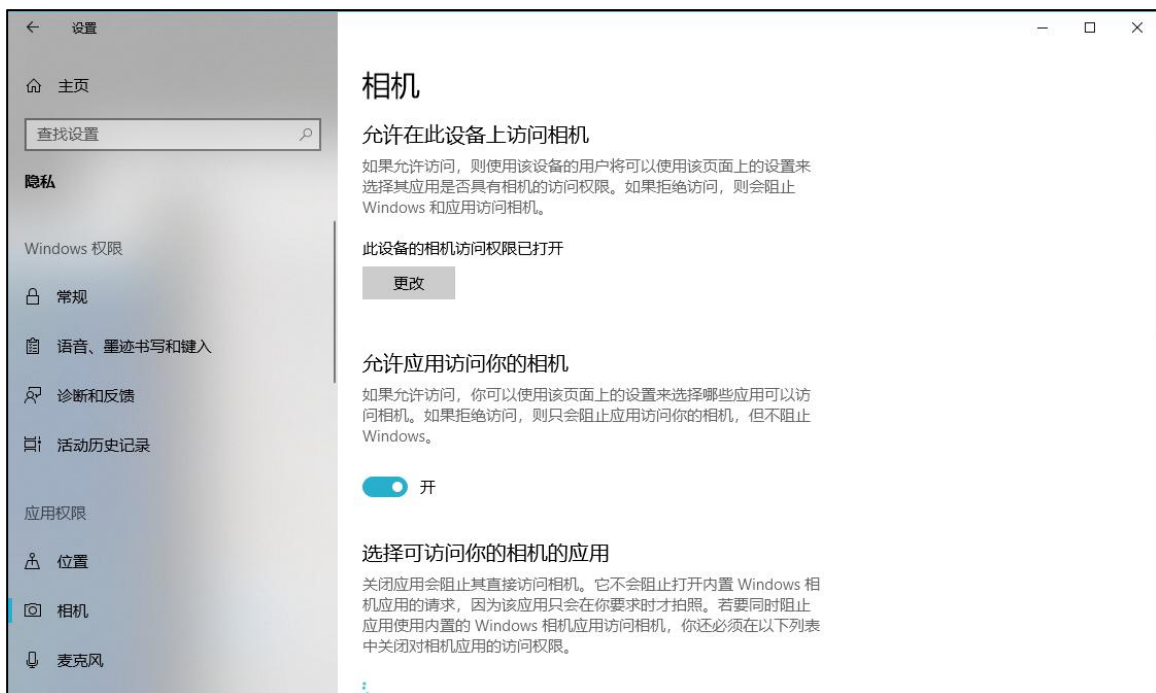 设置
主页
查找设置
隐私
Windows 权限
常规
语音、墨迹书写和键入
诊断和反馈
活动历史记录
应用权限
位置
相机
麦克风
相机
允许在此设备上访问相机
如果允许访问，则使用该设备的用户将可以使用该页面上的设置来
选择其应用是否具有相机的访问权限。如果拒绝访问，则会阻止
Windows 和应用访问相机。
此设备的相机访问权限已打开
更改
允许应用访问你的相机
如果允许访问，你可以使用该页面上的设置来选择哪些应用可以访
问相机。如果拒绝访问，则只会阻止应用访问你的相机，但不阻止
Windows。
开
选择可访问你的相机的应用
关闭应用会阻止其直接访问相机。它不会阻止打开内置 Windows 相
机应用的请求，因为该应用只会在你要求时才拍照。若要同时阻止
应用使用内置的 Windows 相机应用访问相机，你还必须在以下列表
中关闭对相机应用的访问权限。